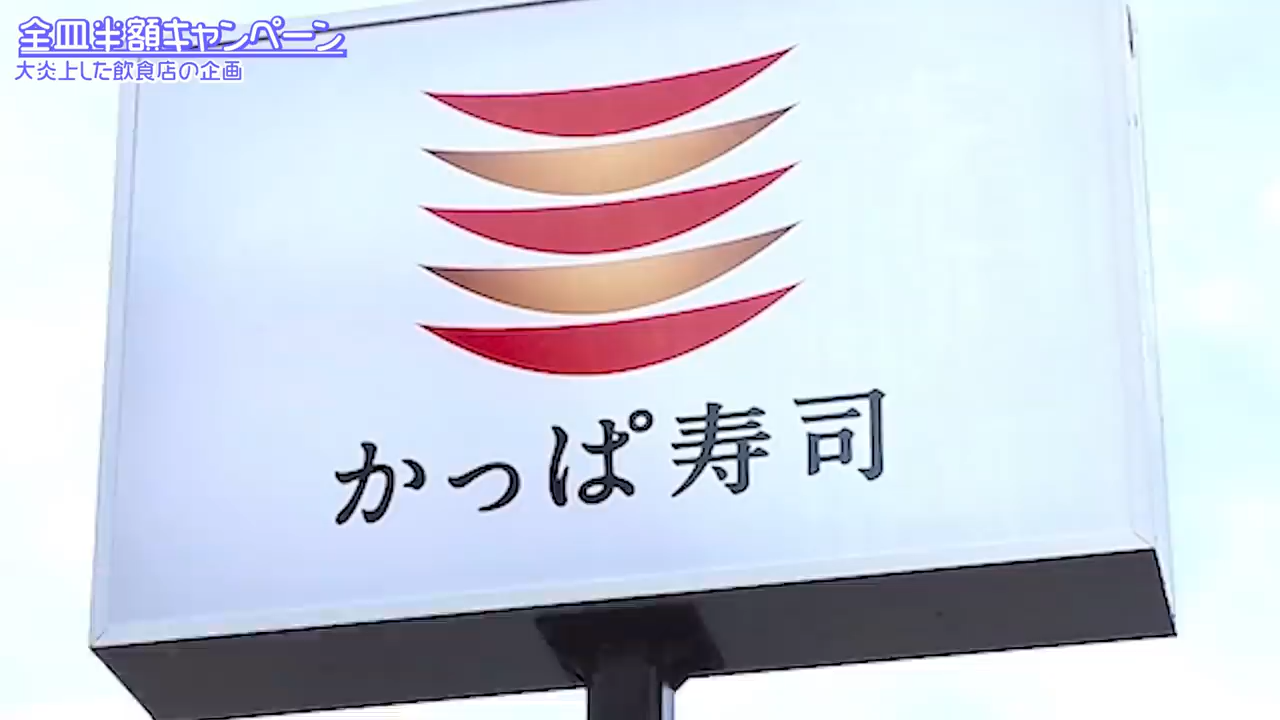 全皿半額キャンペーン
大炎上した飲食店の企画
かっぱ寿司